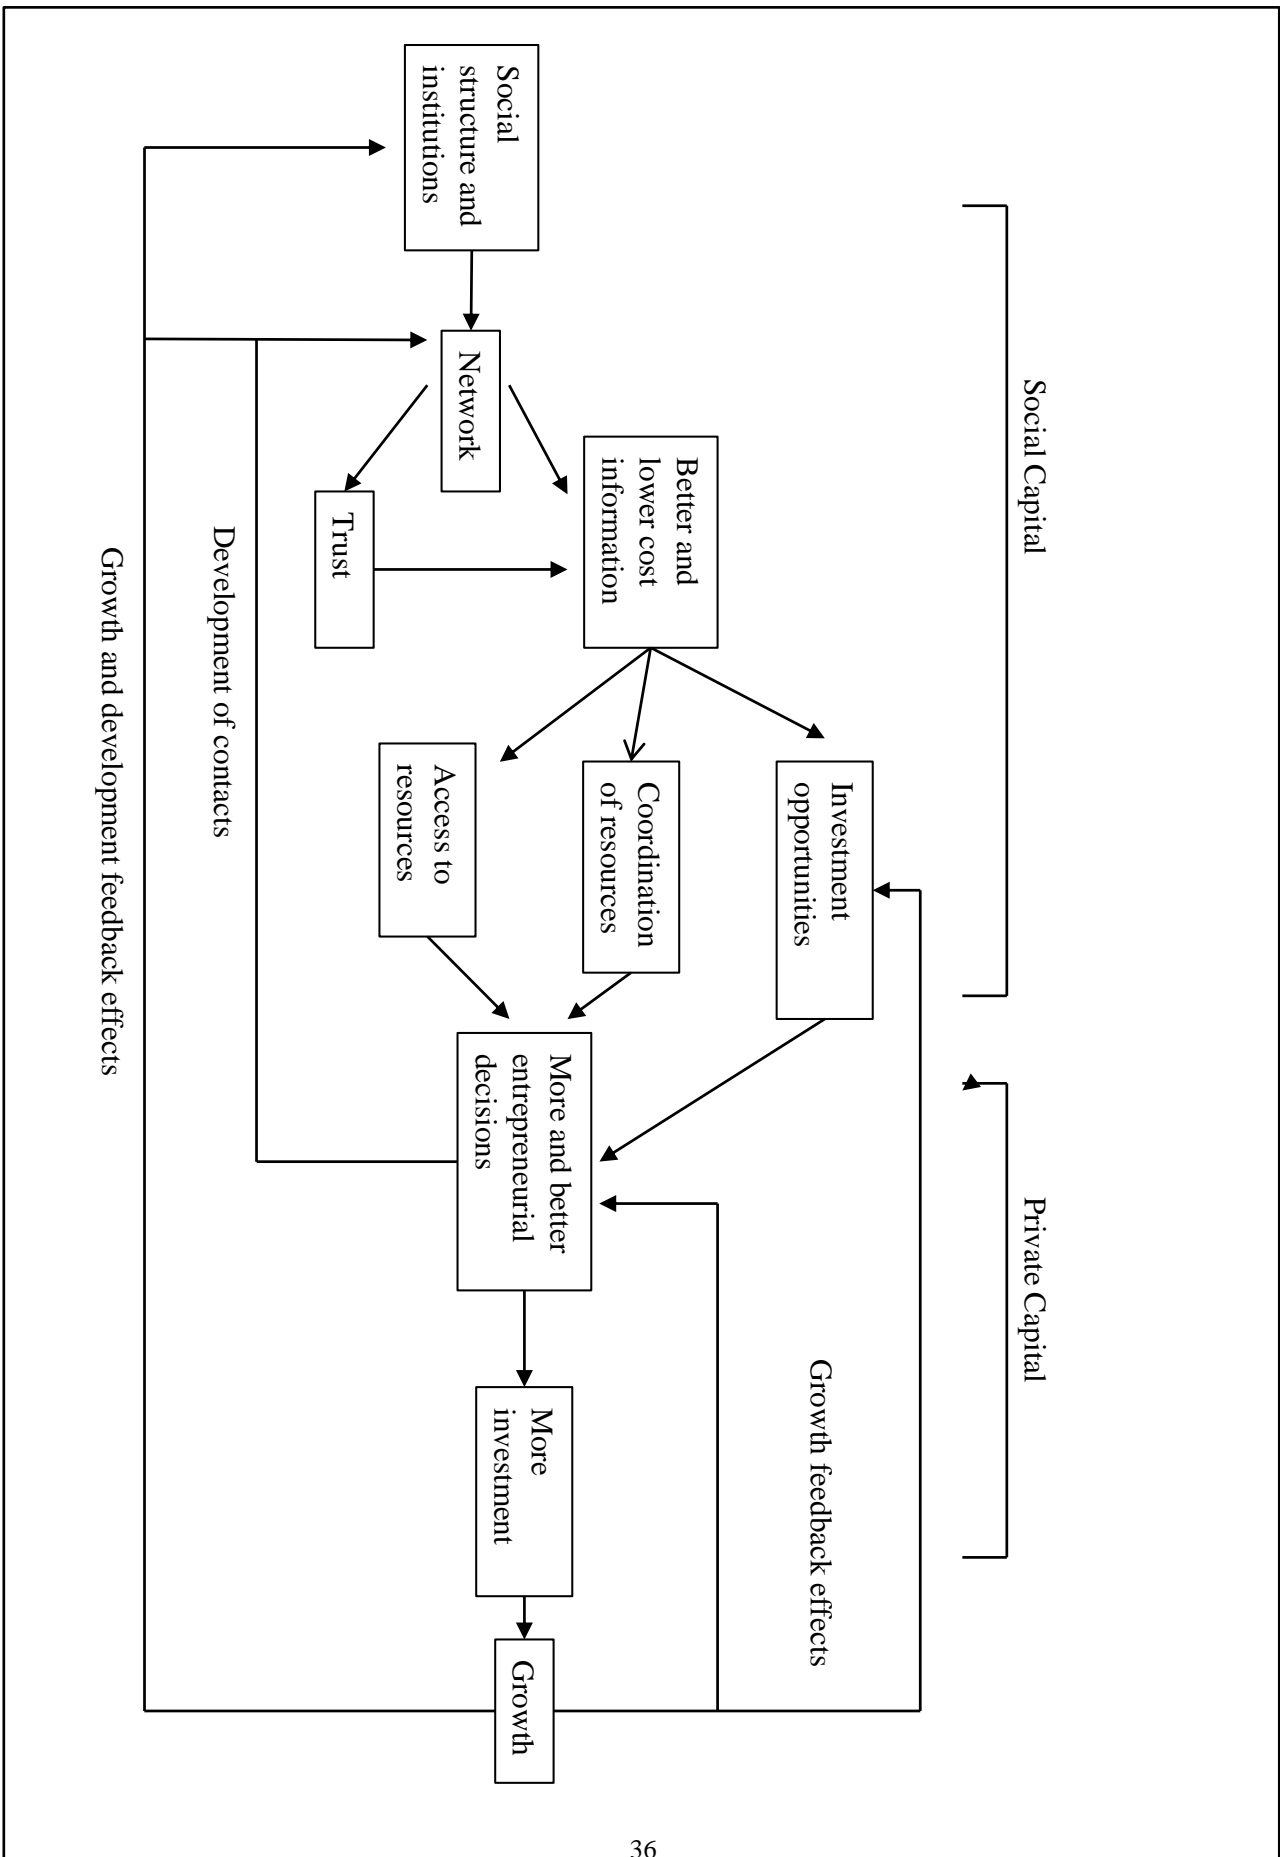 Social Capital
Private Capital
Social
structure and
institutions
Network
Better and
lower cost
information
Trust
Investment
opportunities
Coordination
of resources
Access to
resources
More and better
entrepreneurial
decisions
More
investment
Growth
Growth feedback effects
Development of contacts
Growth and development feedback effects
36